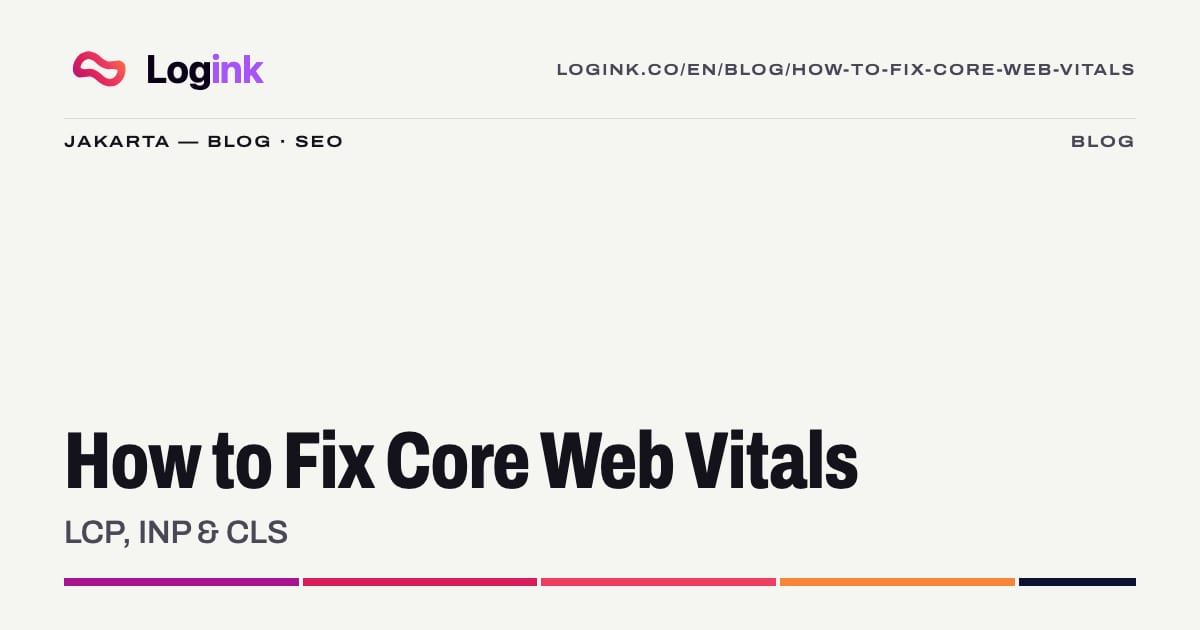 Logink
LOGINK.CO/EN/BLOG/HOW-TO-FIX-CORE-WEB-VITALS
JAKARTA — BLOG · SEO
BLOG
How to Fix Core Web Vitals
LCP, INP & CLS